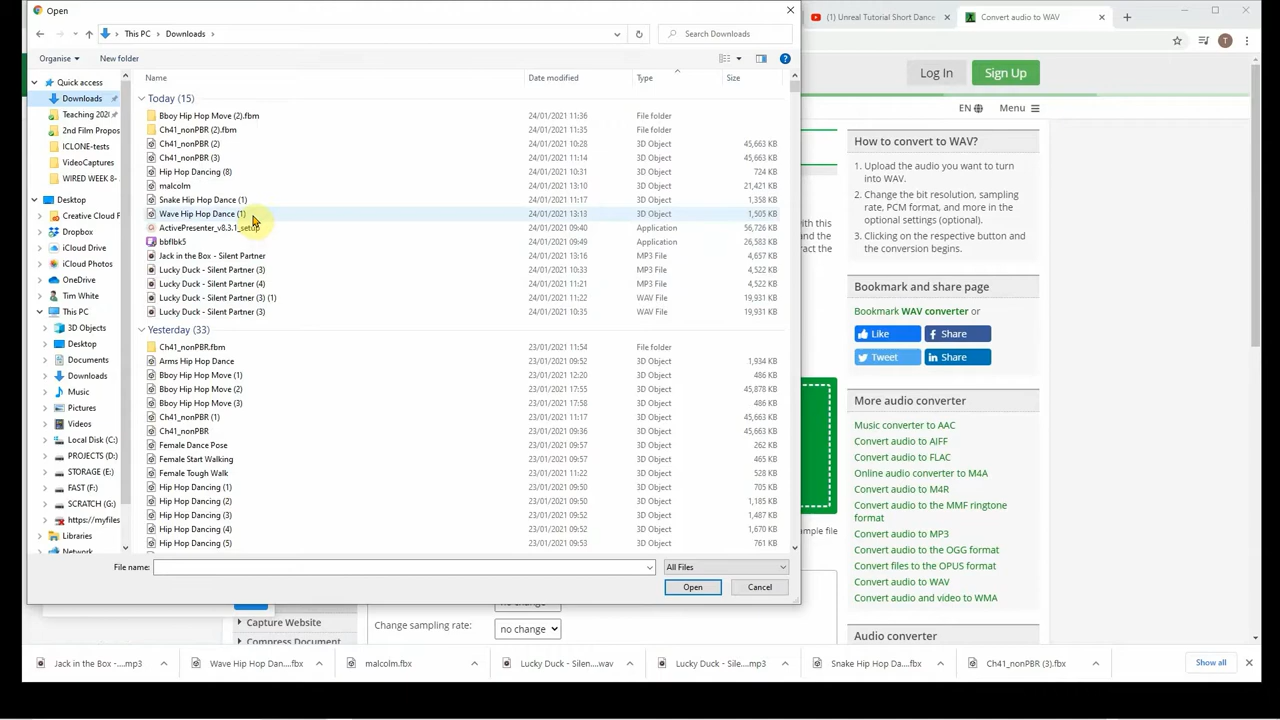 Open
(1) Unreal Tutorial Short Dance
Convert audio to WAV
This PC > Downloads >
Search Downloads
T
Organise
New folder
Log In
Sign Up
EN
Menu
Quick access
Downloads
Teaching 202
2nd Film Propos
ICLONE-tests
VideoCaptures
WIRED WEEK 8-
Desktop
Creative Cloud F
Dropbox
iCloud Drive
iCloud Photos
OneDrive
Tim White
This PC
3D Objects
Desktop
Documents
Downloads
Music
Pictures
Videos
Local Disk (C:)
PROJECTS (D:)
STORAGE (E:)
FAST (F:)
SCRATCH (G:)
https://myfiles
Libraries
Network
Name Date modified Type Size
Today (15)
Bboy Hip Hop Move (2).fbm 24/01/2021 11:36 File folder
Ch41_nonPBR (2).fbm 24/01/2021 11:35 File folder
Ch41_nonPBR (2) 24/01/2021 10:28 3D Object 45,663 KB
Ch41_nonPBR (3) 24/01/2021 11:14 3D Object 45,663 KB
Hip Hop Dancing (8) 24/01/2021 10:31 3D Object 724 KB
malcolm 24/01/2021 13:10 3D Object 21,421 KB
Snake Hip Hop Dance (1) 24/01/2021 11:17 3D Object 1,358 KB
Wave Hip Hop Dance (1) 24/01/2021 13:13 3D Object 1,505 KB
ActivePresenter_v8.3.1_setup 24/01/2021 09:40 Application 56,726 KB
bbflbk5 24/01/2021 09:49 Application 26,583 KB
Jack in the Box - Silent Partner 24/01/2021 13:16 MP3 File 4,657 KB
Lucky Duck - Silent Partner (3) 24/01/2021 10:33 MP3 File 4,522 KB
Lucky Duck - Silent Partner (4) 24/01/2021 11:21 MP3 File 4,522 KB
Lucky Duck - Silent Partner (3) (1) 24/01/2021 11:22 WAV File 19,931 KB
Lucky Duck - Silent Partner (3) 24/01/2021 10:35 WAV File 19,931 KB
Yesterday (33)
Ch41_nonPBR.fbm 23/01/2021 11:54 File folder
Arms Hip Hop Dance 23/01/2021 09:52 3D Object 1,934 KB
Bboy Hip Hop Move (1) 23/01/2021 12:20 3D Object 486 KB
Bboy Hip Hop Move (2) 23/01/2021 17:55 3D Object 45,878 KB
Bboy Hip Hop Move (3) 23/01/2021 17:55 3D Object 486 KB
Ch41_nonPBR (1) 23/01/2021 11:17 3D Object 45,663 KB
Ch41_nonPBR 23/01/2021 09:36 3D Object 45,663 KB
Female Dance Pose 23/01/2021 09:57 3D Object 262 KB
Female Start Walking 23/01/2021 09:57 3D Object 465 KB
Female Tough Walk 23/01/2021 11:22 3D Object 528 KB
Hip Hop Dancing (1) 23/01/2021 09:50 3D Object 705 KB
Hip Hop Dancing (2) 23/01/2021 09:50 3D Object 1,185 KB
Hip Hop Dancing (3) 23/01/2021 09:52 3D Object 1,487 KB
Hip Hop Dancing (4) 23/01/2021 09:52 3D Object 1,670 KB
Hip Hop Dancing (5) 23/01/2021 09:53 3D Object 761 KB
File name:
All Files
Open
Cancel
with this
and the
ract the
ample file
How to convert to WAV?
1. Upload the audio you want to turn
into WAV.
2. Change the bit resolution, sampling
rate, PCM format, and more in the
optional settings (optional).
3. Clicking on the respective button and
the conversion begins.
Bookmark and share page
Bookmark WAV converter or
Like
Share
Tweet
Share
More audio converter
Music converter to AAC
Convert audio to AIFF
Convert audio to FLAC
Online audio converter to M4A
Convert audio to M4R
Convert audio to the MMF ringtone
format
Convert audio to MP3
Convert audio to the OGG format
Convert files to the OPUS format
Convert audio to WAV
Convert audio and video to WMA
Audio converter
Capture Website
Compress Document
no change
Change sampling rate:
no change
Jack in the Box -....mp3
Wave Hip Hop Dan....fbx
malcolm.fbx
Lucky Duck - Silen....wav
Lucky Duck - Sile....mp3
Snake Hip Hop Da....fbx
Ch41_nonPBR (3).fbx
Show all